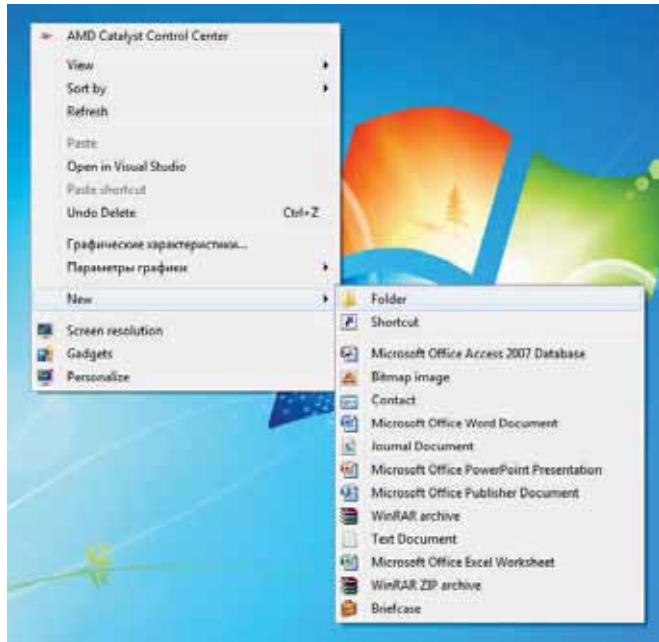 AMD Catalyst Control Center
View
Sort by
Refresh
Paste
Open in Visual Studio
Paste shortcut
Undo Delete Ctrl+Z
Графические характеристики...
Параметры графики
New
Screen resolution
Gadgets
Personalize
Folder
Shortcut
Microsoft Office Access 2007 Database
Bitmap image
Contact
Microsoft Office Word Document
Journal Document
Microsoft Office PowerPoint Presentation
Microsoft Office Publisher Document
WinRAR archive
Text Document
Microsoft Office Excel Worksheet
WinRAR ZIP archive
Briefcase